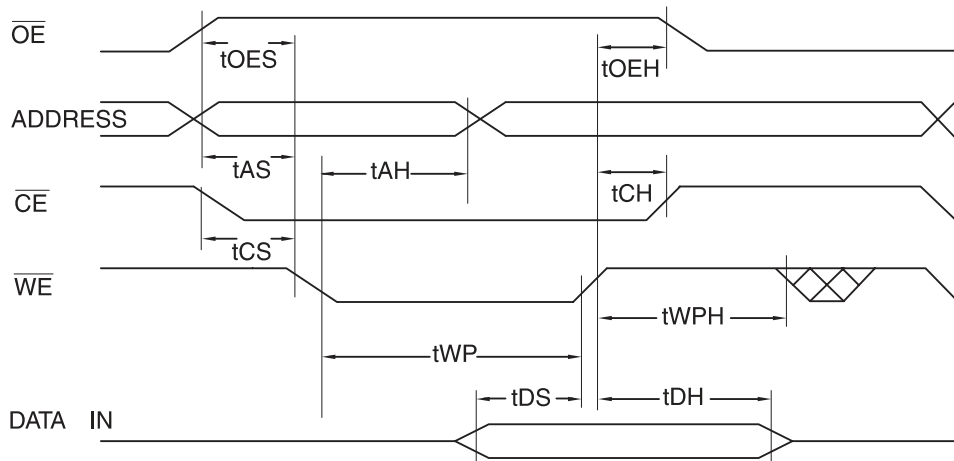 OE
tOES
tOEH
ADDRESS
tAS
tAH
tCH
CE
tCS
WE
tWPH
tWP
tDS
tDH
DATA IN